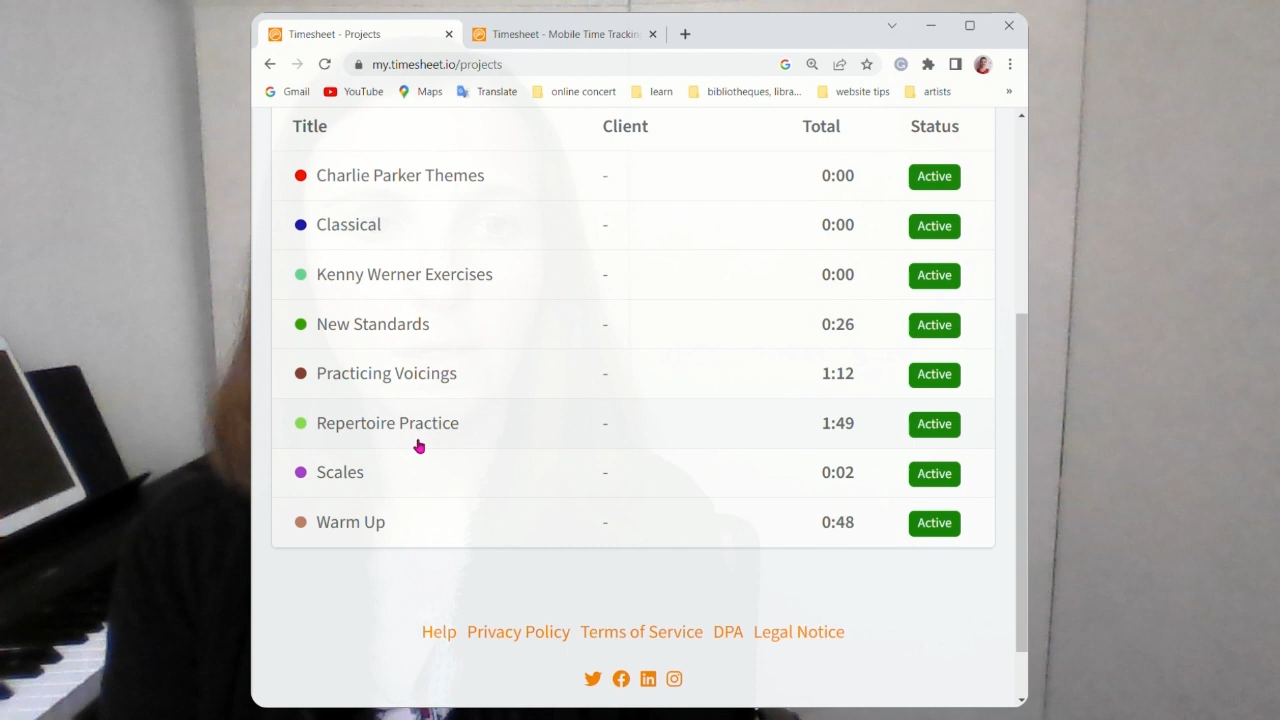 Timesheet - Projects
Timesheet - Mobile Time Trackin
my.timesheet.io/projects
Gmail YouTube Maps Translate online concert learn bibliotheques, libra... website tips artists »
Title Client Total Status
Charlie Parker Themes - 0:00 Active
Classical - 0:00 Active
Kenny Werner Exercises - 0:00 Active
New Standards - 0:26 Active
Practicing Voicings - 1:12 Active
Repertoire Practice - 1:49 Active
Scales - 0:02 Active
Warm Up - 0:48 Active
Help Privacy Policy Terms of Service DPA Legal Notice